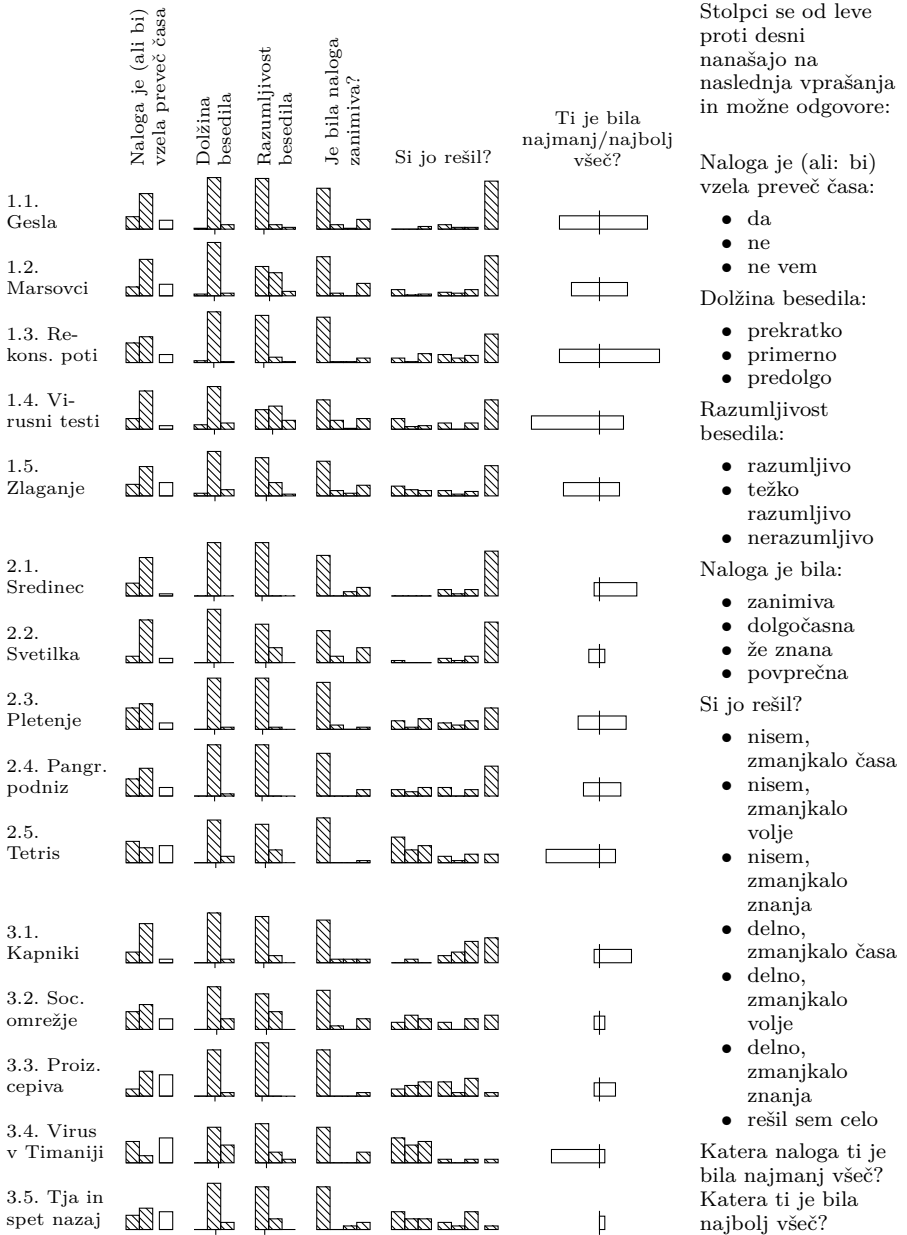 Naloga je (ali bi)
vzela preveč časa
Dolžina
besedila
Razumljivost
besedila
Je bila naloga
zanimiva?
Si jo rešil?
Ti je bila
najmanj/najbolj
všeč?
1.1.
Gesla
1.2.
Marsovci
1.3. Re-
kons. poti
1.4. Vi-
rusni testi
1.5.
Zlaganje
2.1.
Sredinec
2.2.
Svetilka
2.3.
Pletenje
2.4. Pangr.
podniz
2.5.
Tetris
3.1.
Kapniki
3.2. Soc.
omrežje
3.3. Proiz.
cepiva
3.4. Virus
v Timaniji
3.5. Tja in
spet nazaj
Stolpci se od leve
proti desni
nanašajo na
naslednja vprašanja
in možne odgovore:
Naloga je (ali: bi)
vzela preveč časa:
• da
• ne
• ne vem
Dolžina besedila:
• prekratko
• primerno
• predolgo
Razumljivost
besedila:
• razumljivo
• težko
razumljivo
• nerazumljivo
Naloga je bila:
• zanimiva
• dolgočasna
• že znana
• povprečna
Si jo rešil?
• nisem,
zmanjkalo časa
• nisem,
zmanjkalo
volje
• nisem,
zmanjkalo
znanja
• delno,
zmanjkalo časa
• delno,
zmanjkalo
volje
• delno,
zmanjkalo
znanja
• rešil sem celo
Katera naloga ti je
bila najmanj všeč?
Katera ti je bila
najbolj všeč?